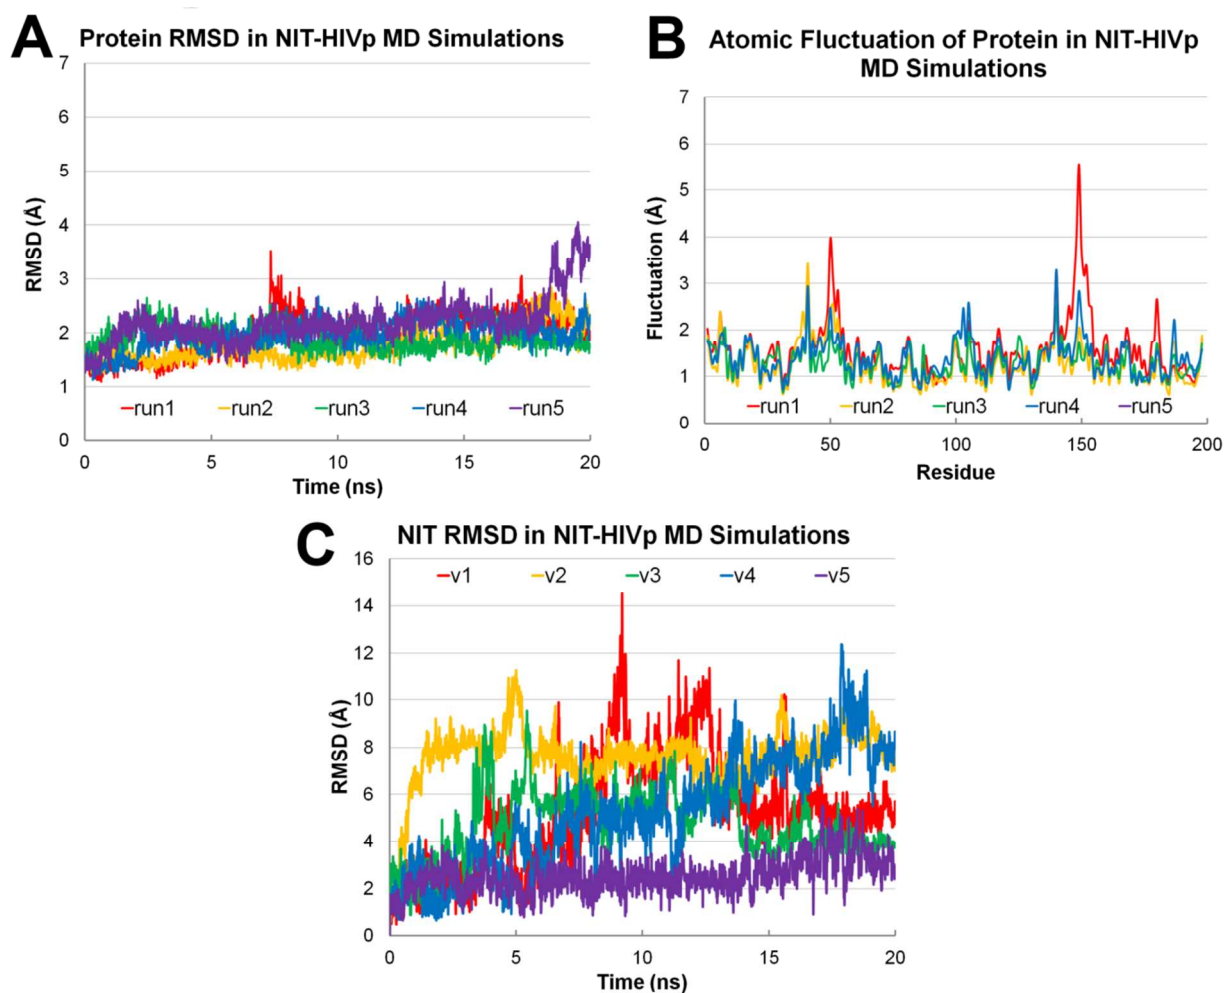 A
Protein RMSD in NIT-HIVp MD Simulations
7
6
5
4
3
2
1
0
RMSD (Å)
run1 run2 run3 run4 run5
0 5 10 15 20
Time (ns)
B
Atomic Fluctuation of Protein in NIT-HIVp
MD Simulations
7
6
5
4
3
2
1
0
Fluctuation (Å)
run1 run2 run3 run4 run5
0 50 100 150 200
Residue
C
NIT RMSD in NIT-HIVp MD Simulations
v1 v2 v3 v4 v5
16
14
12
10
8
6
4
2
0
RMSD (Å)
0 5 10 15 20
Time (ns)